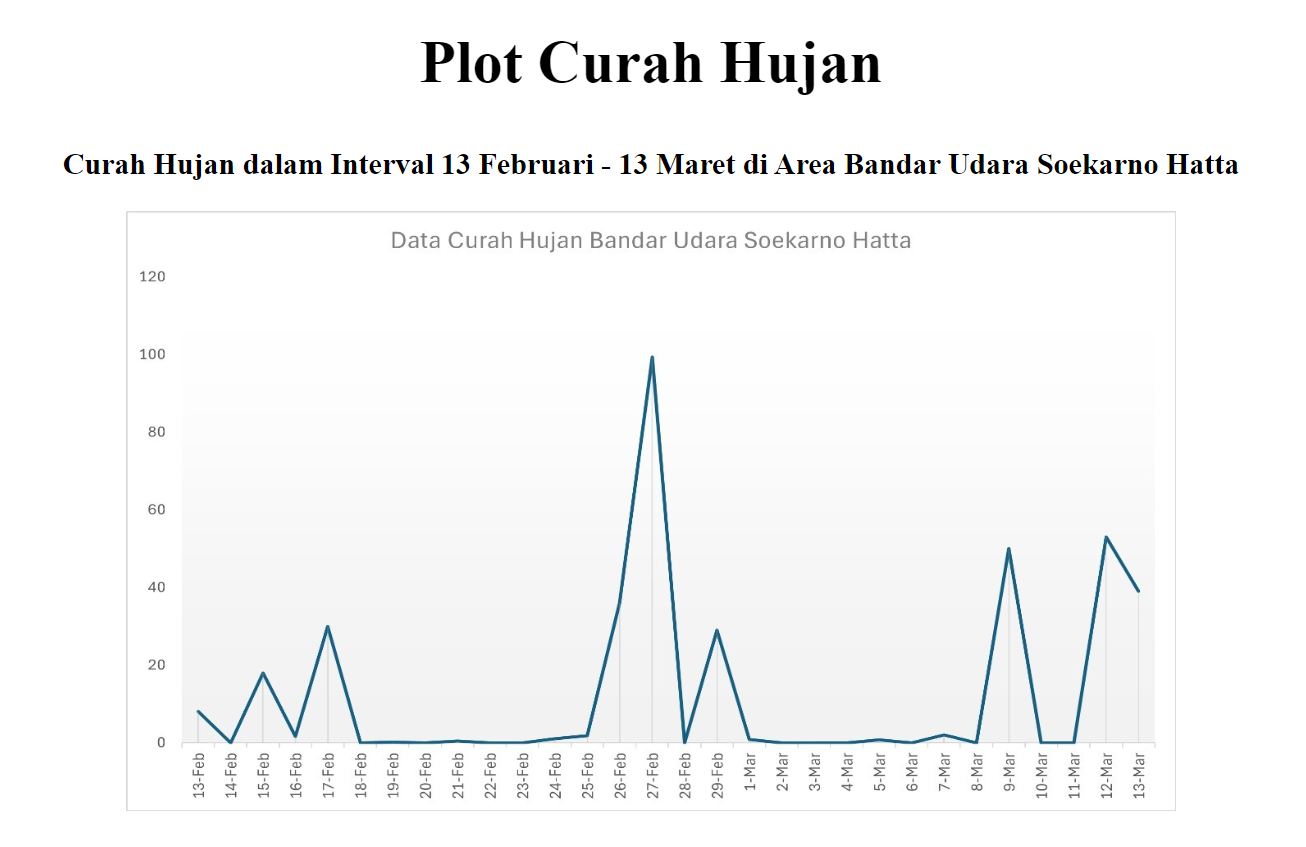 Plot Curah Hujan
Curah Hujan dalam Interval 13 Februari - 13 Maret di Area Bandar Udara Soekarno Hatta
Data Curah Hujan Bandar Udara Soekarno Hatta
120
100
80
60
40
20
0
13-Feb 14-Feb 15-Feb 16-Feb 17-Feb 18-Feb 19-Feb 20-Feb 21-Feb 22-Feb 23-Feb 24-Feb 25-Feb 26-Feb 27-Feb 28-Feb 29-Feb 1-Mar 2-Mar 3-Mar 4-Mar 5-Mar 6-Mar 7-Mar 8-Mar 9-Mar 10-Mar 11-Mar 12-Mar 13-Mar